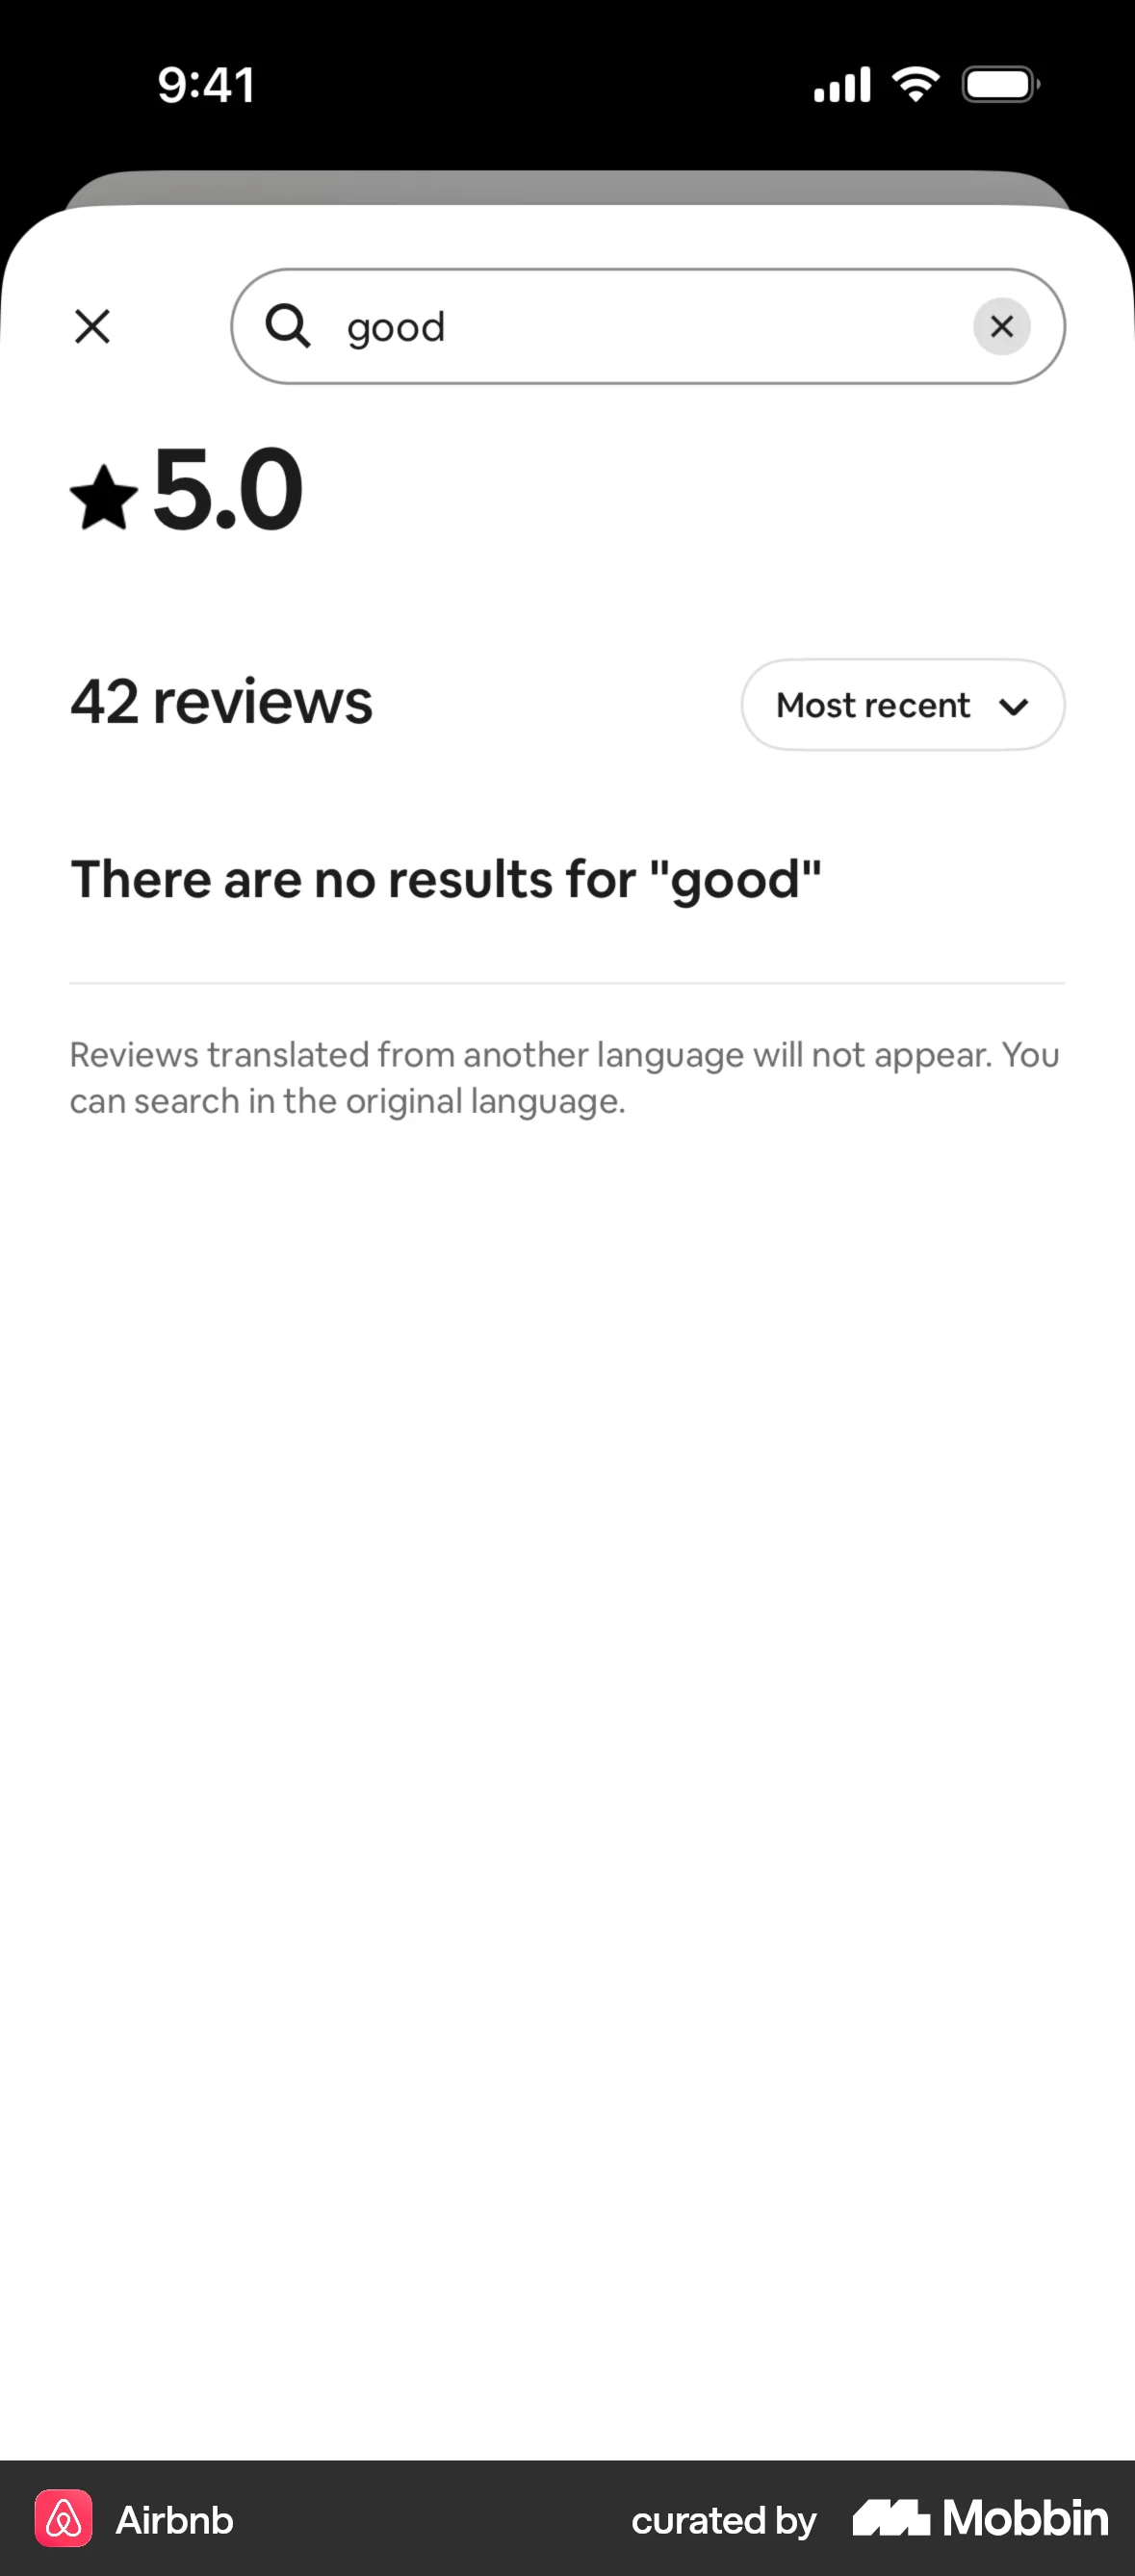 9:41
good
5.0
42 reviews
Most recent
There are no results for "good"
Reviews translated from another language will not appear. You
can search in the original language.
Airbnb
curated by Mobbin